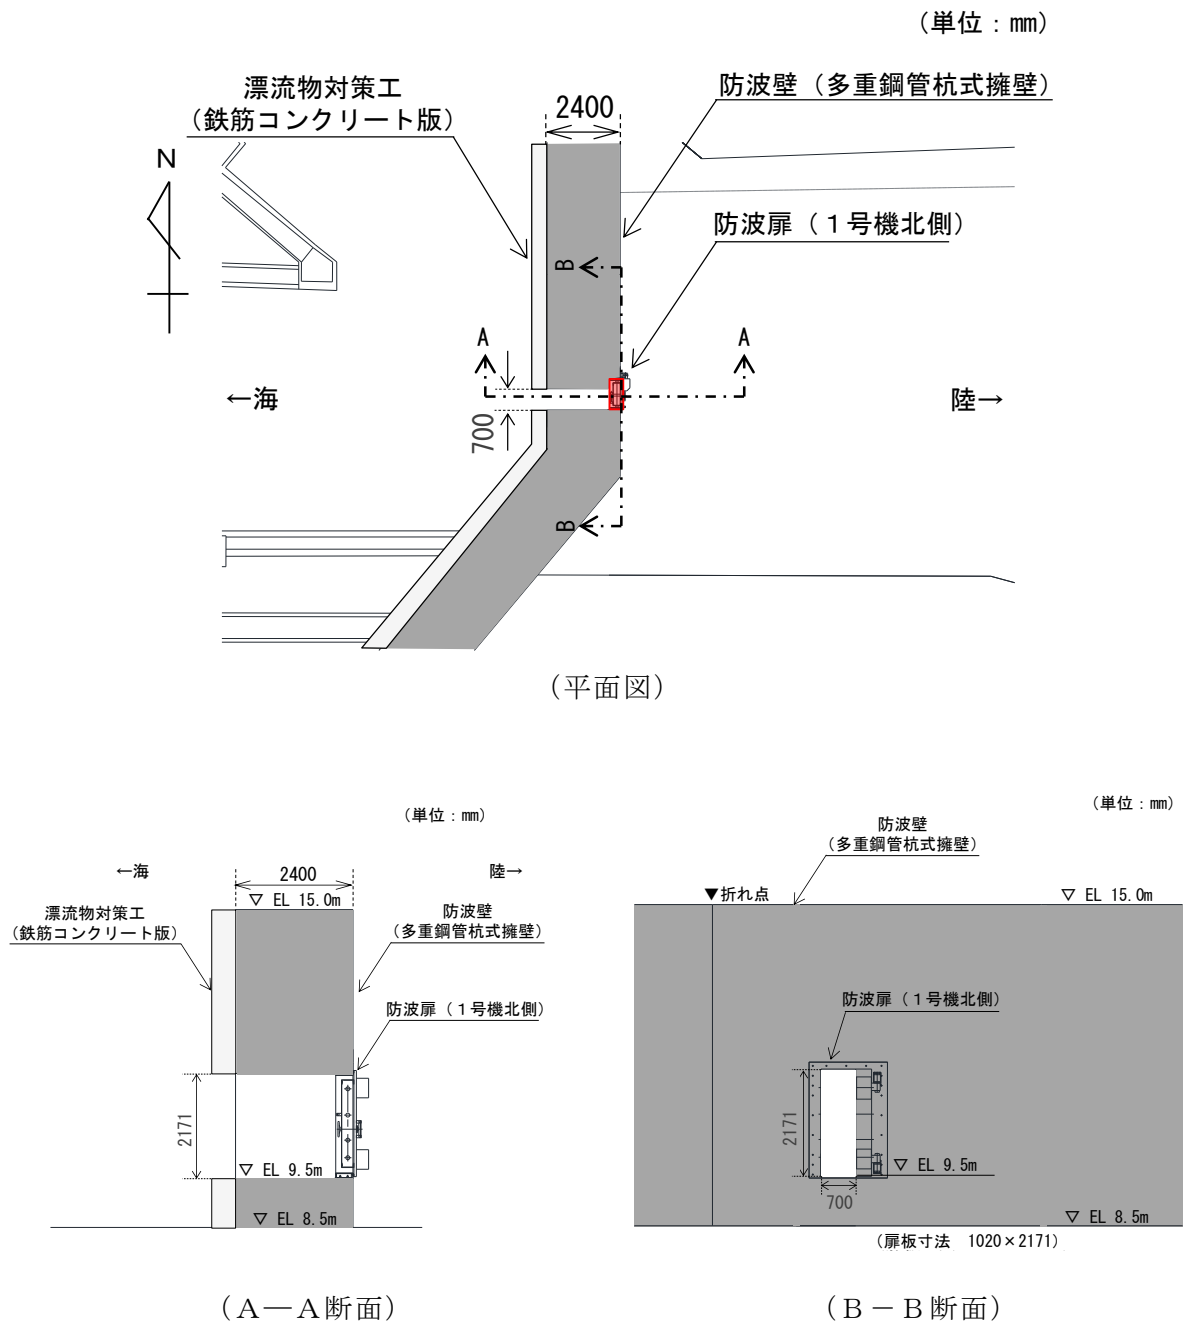 （単位：㎜）
漂流物対策工
（鉄筋コンクリート版）
防波壁（多重鋼管杭式擁壁）
2400
N
防波扉（１号機北側）
B
A
A
←海
陸→
700
B
（平面図）
（単位：㎜）
←海
2400
陸→
▽ EL 15.0m
漂流物対策工
（鉄筋コンクリート版）
防波壁
（多重鋼管杭式擁壁）
防波扉（１号機北側）
2171
▽ EL 9.5m
▽ EL 8.5m
（Ａ―Ａ断面）
（単位：㎜）
防波壁
（多重鋼管杭式擁壁）
▼折れ点
▽ EL 15.0m
防波扉（１号機北側）
2171
▽ EL 9.5m
700
▽ EL 8.5m
（扉板寸法　1020×2171）
（Ｂ－Ｂ断面）